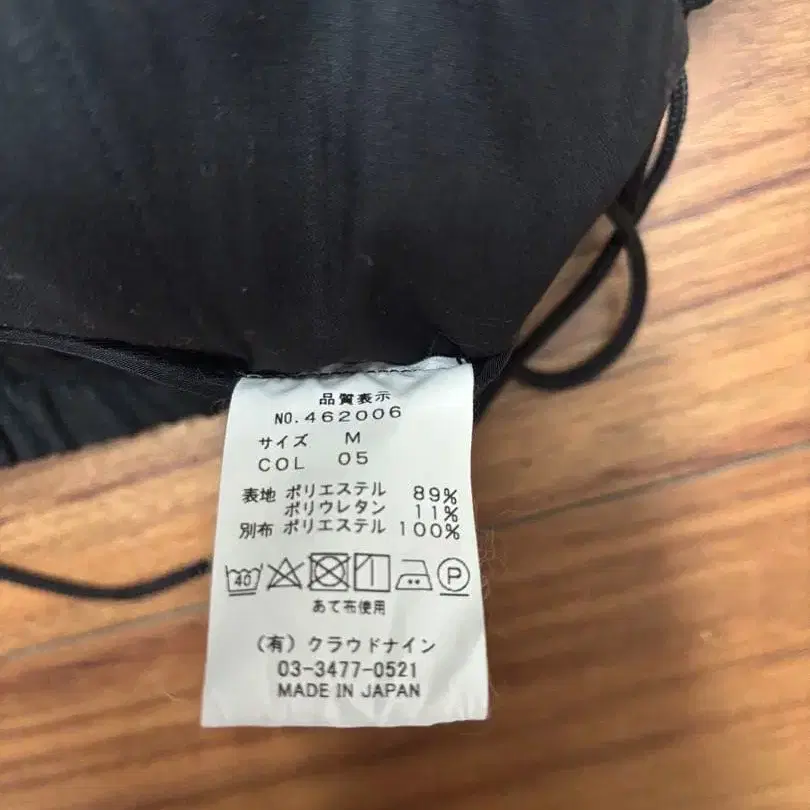 品質表示
NO.462006
サイズ M
COL 05
表地 ポリエステル 89%
ポリウレタン 11%
別布 ポリエステル 100%
40 P
あて布使用
(有) クラウドナイン
03-3477-0521
MADE IN JAPAN